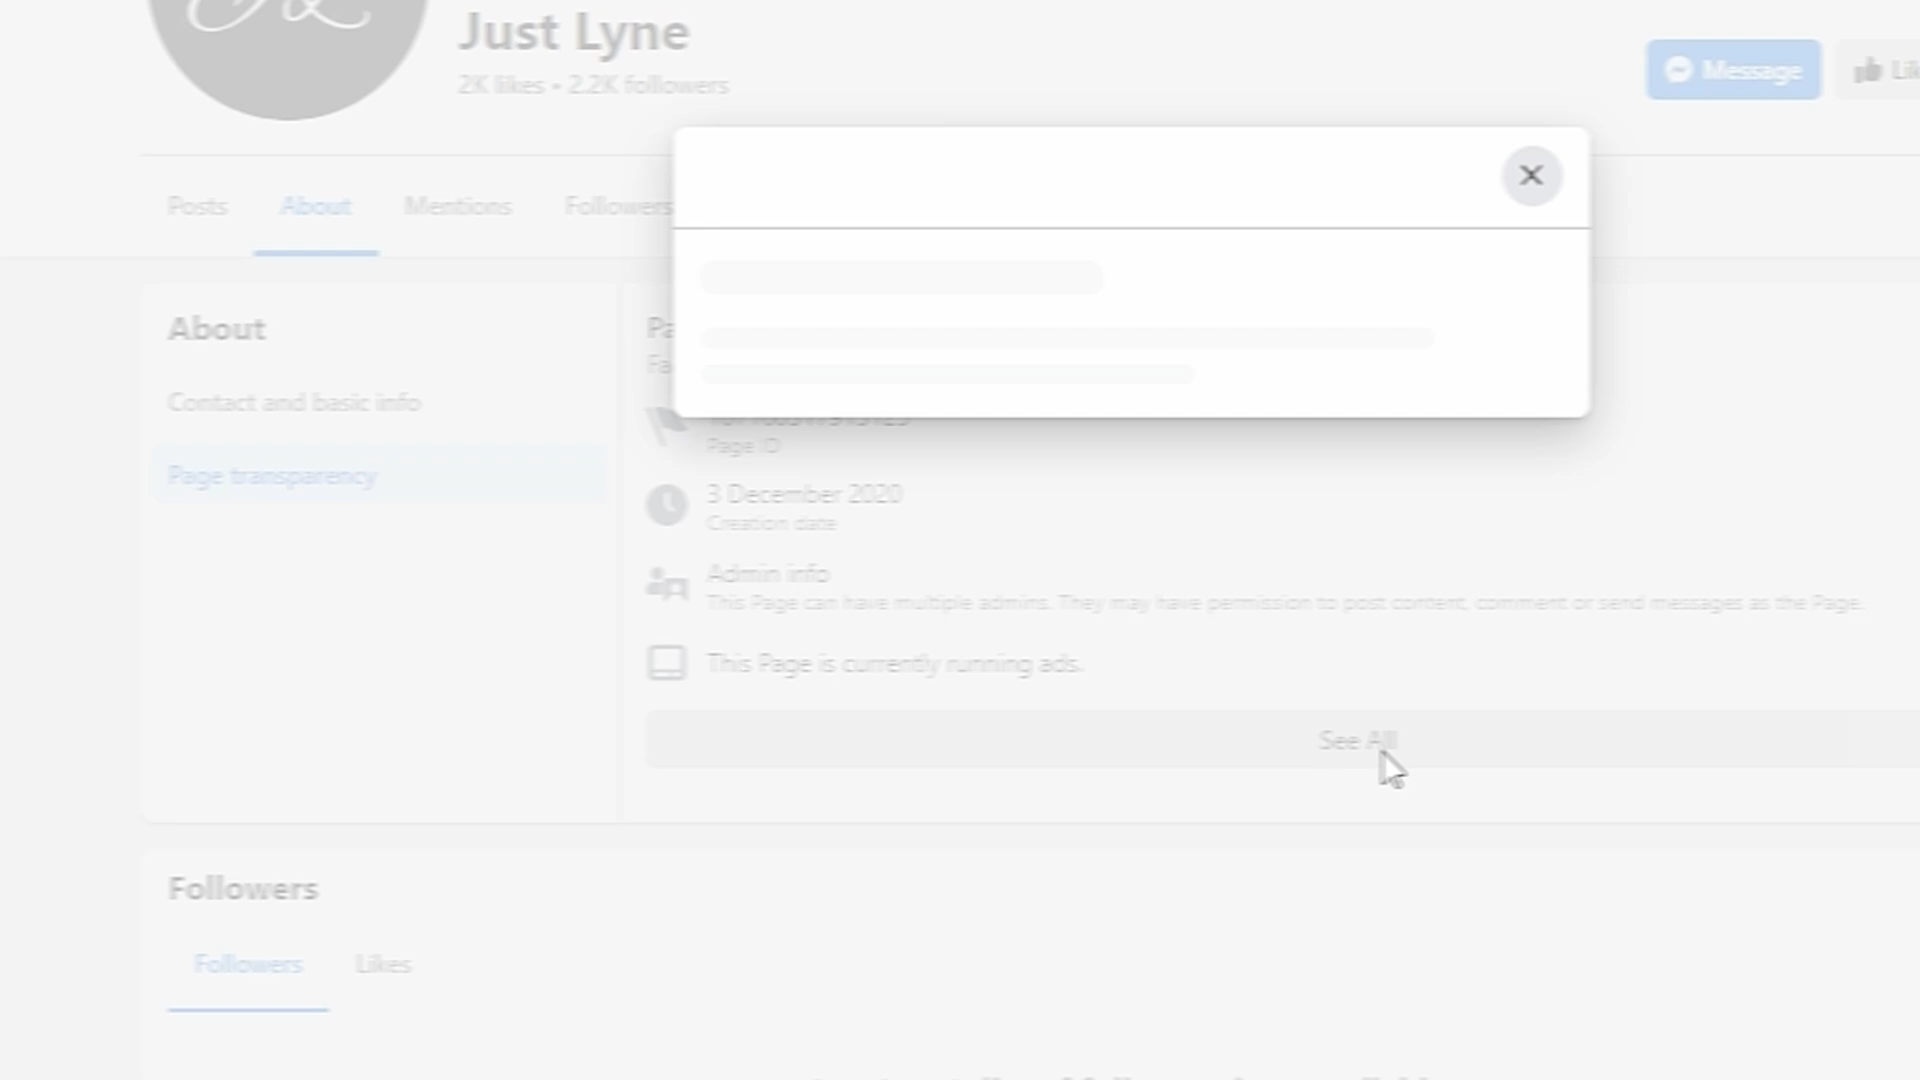 Just Lyne
2K likes • 2.2K followers
Message
Posts
About
Mentions
Followers
About
Contact and basic info
Page transparency
Page ID
3 December 2020
Creation date
Admin info
This Page can have multiple admins. They may have permission to post content, comment or send messages as the Page.
This Page is currently running ads.
See All
Followers
Followers
Likes